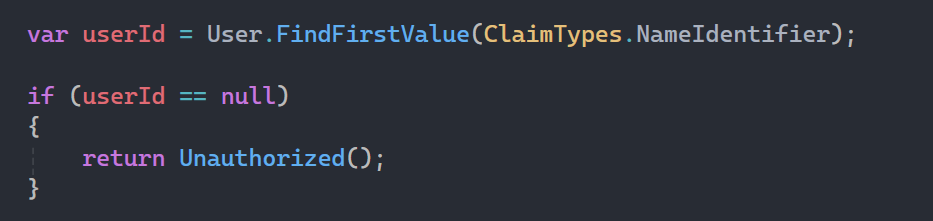 var userId = User.FindFirstValue(ClaimTypes.NameIdentifier);
if (userId == null)
{
    return Unauthorized();
}